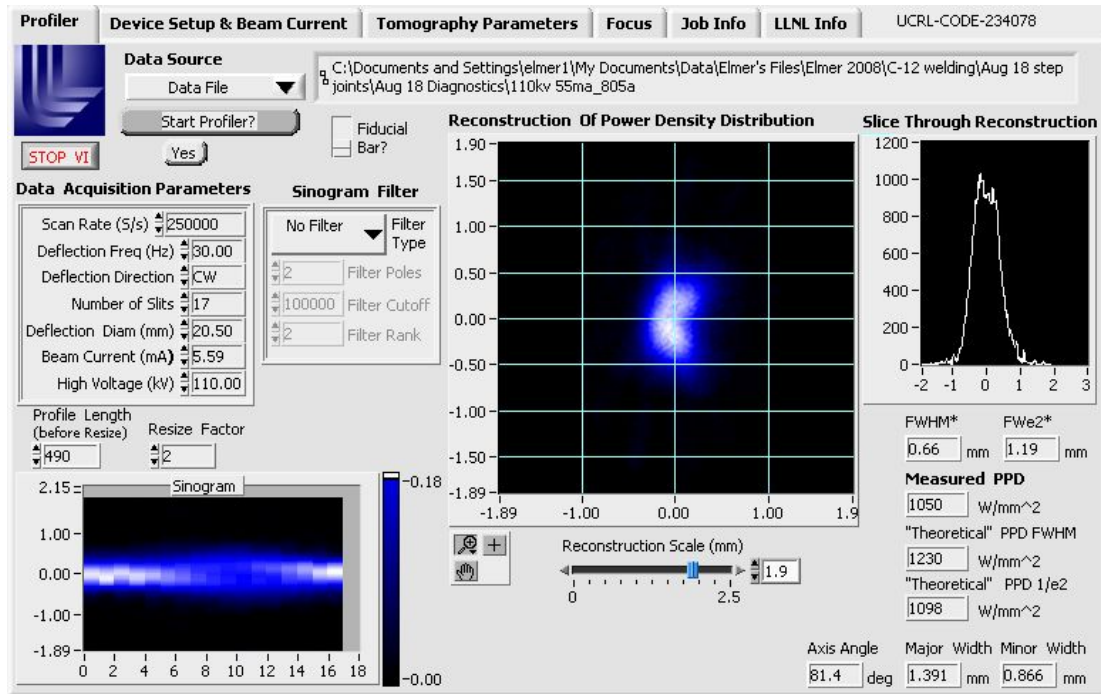 Profiler
Device Setup & Beam Current
Tomography Parameters
Focus
Job Info
LLNL Info
UCRL-CODE-234078
Data Source
Data File
C:\Documents and Settings\elmer1\My Documents\Data\Elmer's Files\Elmer 2008\C-12 welding\Aug 18 step
joints\Aug 18 Diagnostics\110kv 55ma_805a
Start Profiler?
STOP VI
Yes
Fiducial
Bar?
Data Acquisition Parameters
Scan Rate (S/s) 250000
Deflection Freq (Hz) 30.00
Deflection Direction CW
Number of Slits 17
Deflection Diam (mm) 20.50
Beam Current (mA) 5.59
High Voltage (kV) 110.00
Sinogram Filter
No Filter
Filter
Type
2 Filter Poles
100000 Filter Cutoff
2 Filter Rank
Profile Length
(before Resize)
490
Resize Factor
2
Sinogram
2.15
1.00
0.00
-1.00
-1.89
0 2 4 6 8 10 12 14 16 18
-0.18
-0.00
Reconstruction Of Power Density Distribution
1.90
1.50
1.00
0.50
0.00
-0.50
-1.00
-1.50
-1.89
-1.89 -1.00 0.00 1.00 1.9
Reconstruction Scale (mm)
0 2.5
1.9
Slice Through Reconstruction
1200
1000
800
600
400
200
0
-2 -1 0 1 2 3
FWHM* FWe2*
0.66 mm 1.19 mm
Measured PPD
1050 W/mm^2
"Theoretical" PPD FWHM
1230 W/mm^2
"Theoretical" PPD 1/e2
1098 W/mm^2
Axis Angle Major Width Minor Width
81.4 deg 1.391 mm 0.866 mm